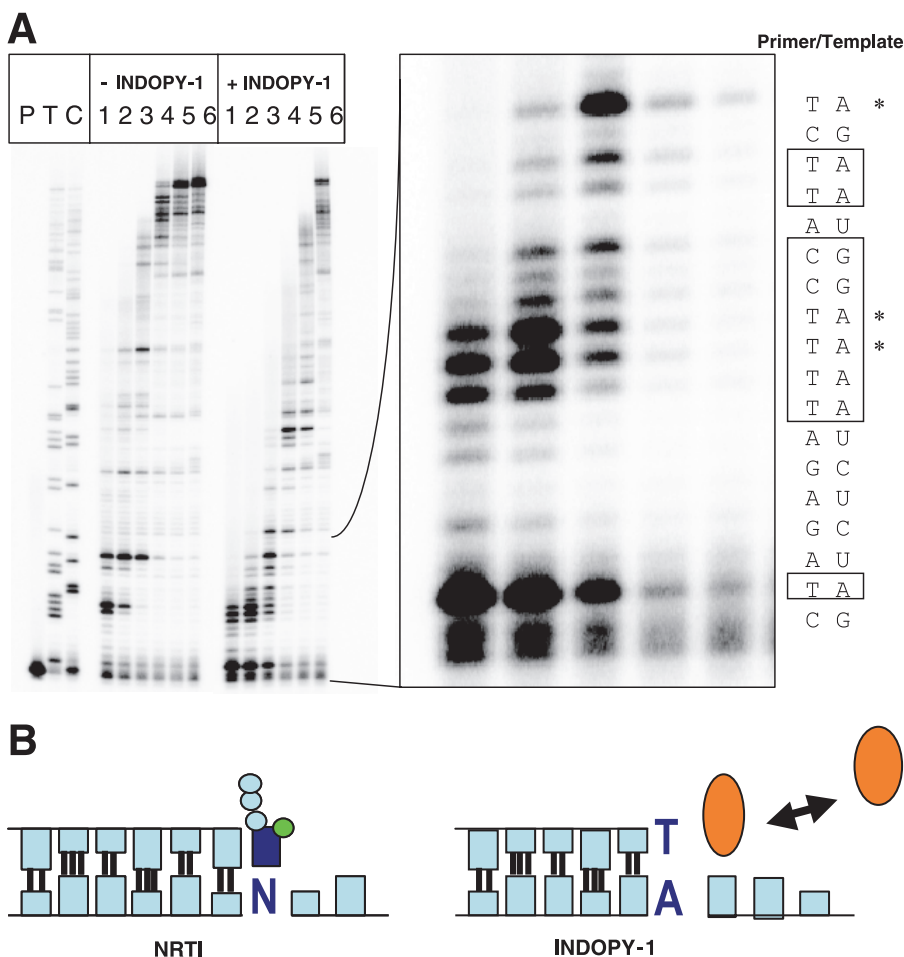 A
Primer/Template
- INDOPY-1
+ INDOPY-1
P T C
1 2 3 4 5 6
1 2 3 4 5 6
T A *
C G
T A
T A
A U
C G
C G
T A *
T A *
T A
T A
A U
G C
A U
G C
A U
T A
C G
B
N
T
A
NRTI
INDOPY-1